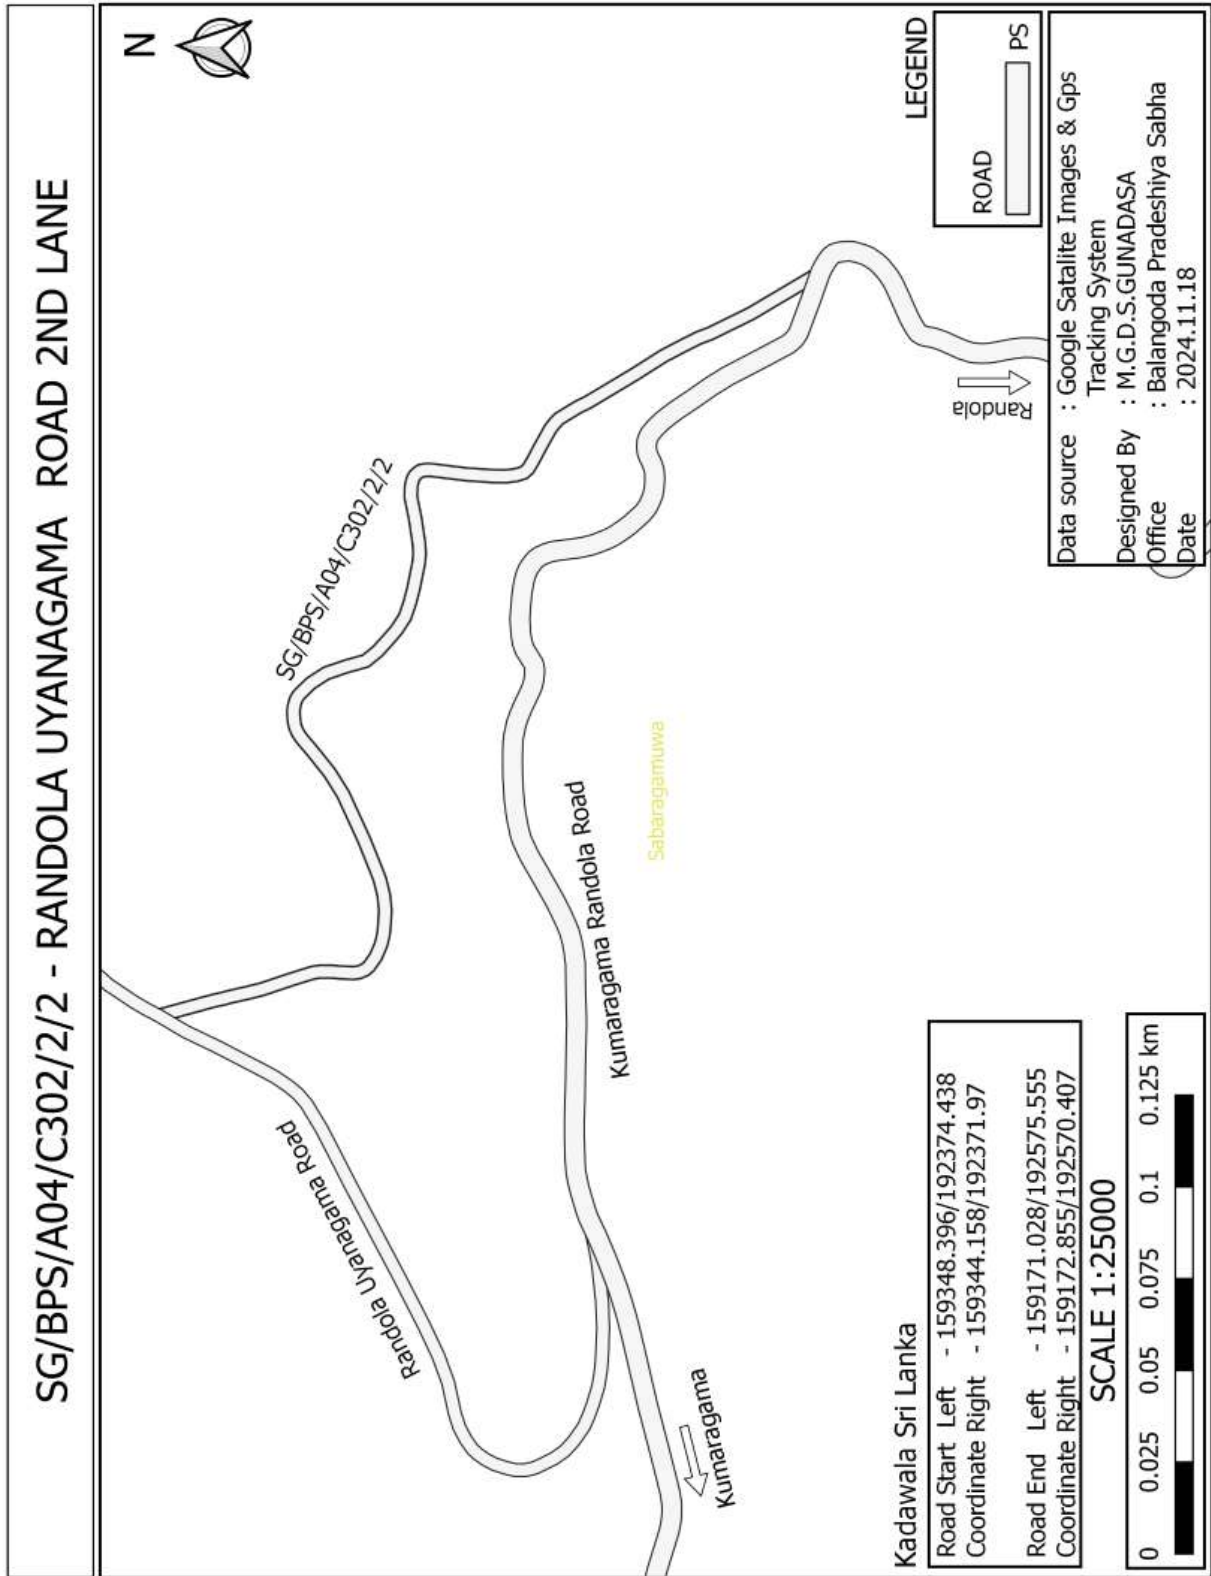 SG/BPS/A04/C302/2/2 - RANDOLA UYANAGAMA ROAD 2ND LANE
N
SG/BPS/A04/C302/2/2
Randola Uyanagama Road
Kumaragama Randola Road
Sabaragamuwa
Randola
Kumaragama
LEGEND
ROAD
PS
Kadawala Sri Lanka
Road Start Left - 159348.396/192374.438
Coordinate Right - 159344.158/192371.97
Road End Left - 159171.028/192575.555
Coordinate Right - 159172.855/192570.407
SCALE 1:25000
0 0.025 0.05 0.075 0.1 0.125 km
Data source : Google Satalite Images & Gps
Tracking System
Designed By : M.G.D.S.GUNADASA
Office : Balangoda Pradeshiya Sabha
Date : 2024.11.18